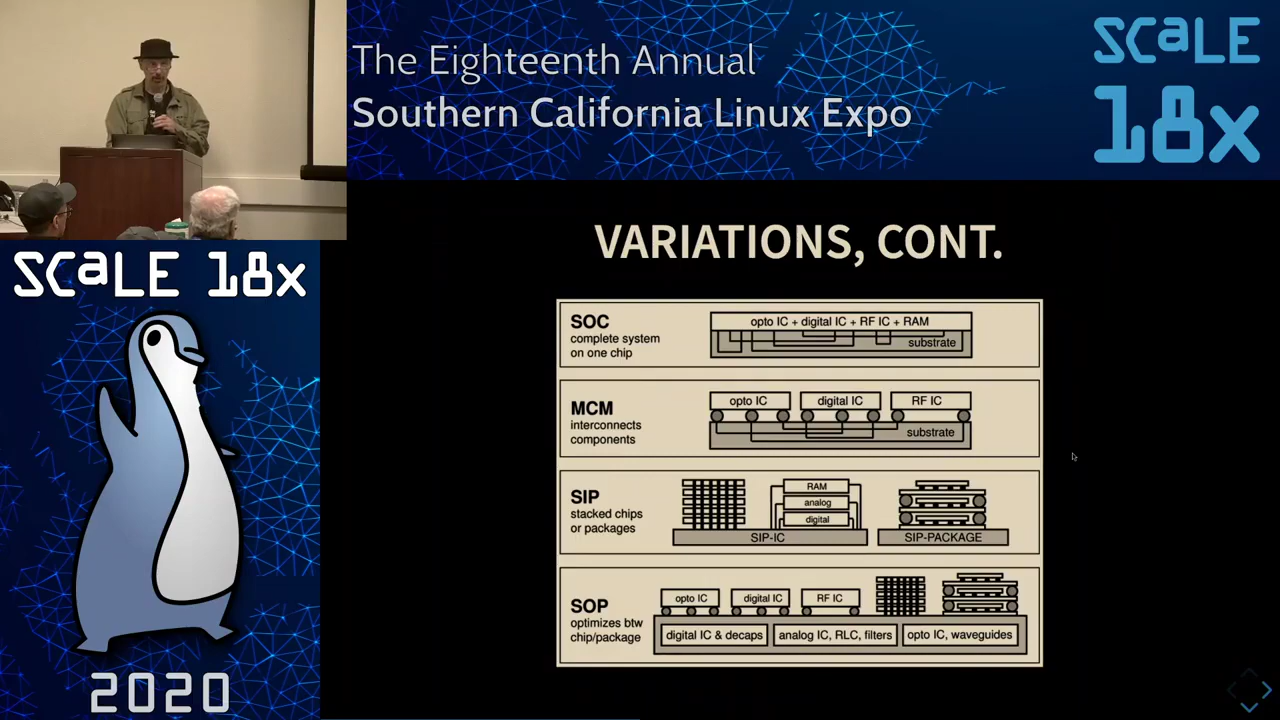 The Eighteenth Annual
Southern California Linux Expo
SCaLE
18x
SCaLE 18x
2020
VARIATIONS, CONT.
SOC
complete system
on one chip
opto IC + digital IC + RF IC + RAM
substrate
MCM
interconnects
components
opto IC
digital IC
RF IC
substrate
SIP
stacked chips
or packages
RAM
analog
digital
SIP-IC
SIP-PACKAGE
SOP
optimizes btw
chip/package
opto IC
digital IC
RF IC
digital IC & decaps
analog IC, RLC, filters
opto IC, waveguides